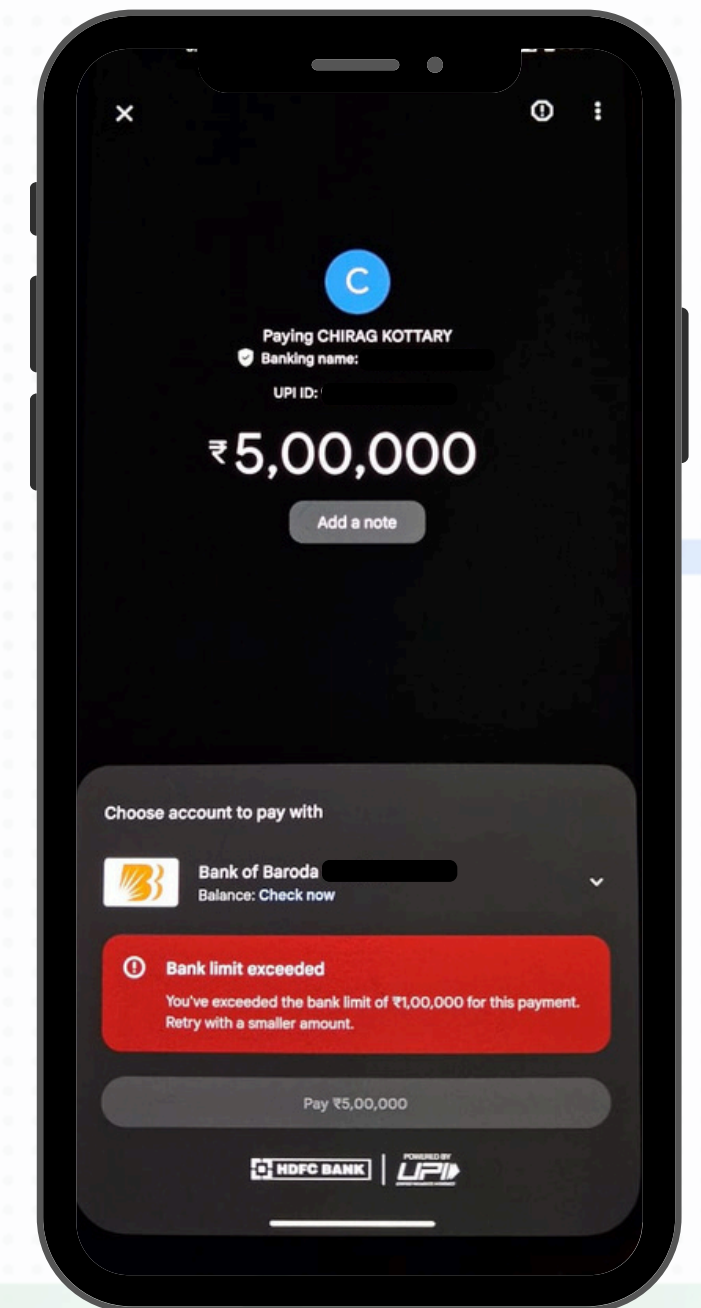 C
Paying CHIRAG KOTTARY
Banking name:
UPI ID:
₹5,00,000
Add a note
Choose account to pay with
Bank of Baroda
Balance: Check now
Bank limit exceeded
You've exceeded the bank limit of ₹1,00,000 for this payment.
Retry with a smaller amount.
Pay ₹5,00,000
HDFC BANK
POWERED BY
UPI